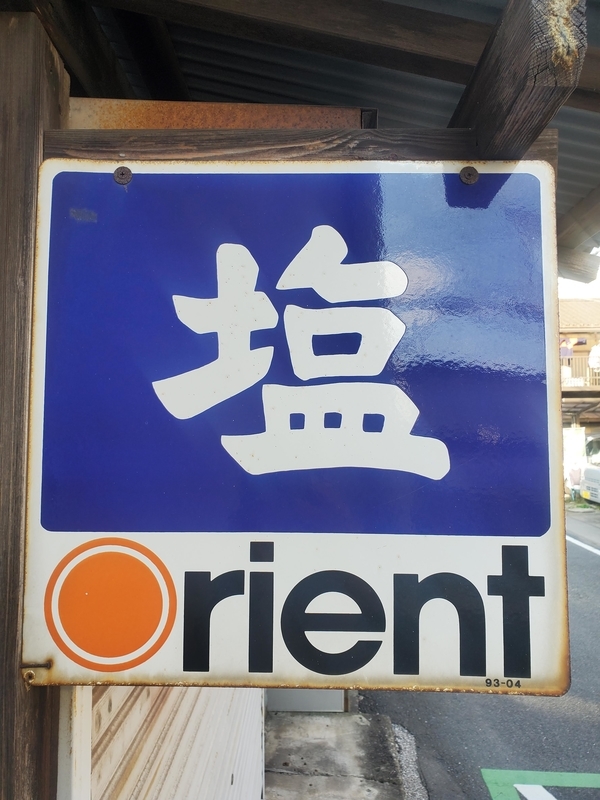 塩
Orient
93-04